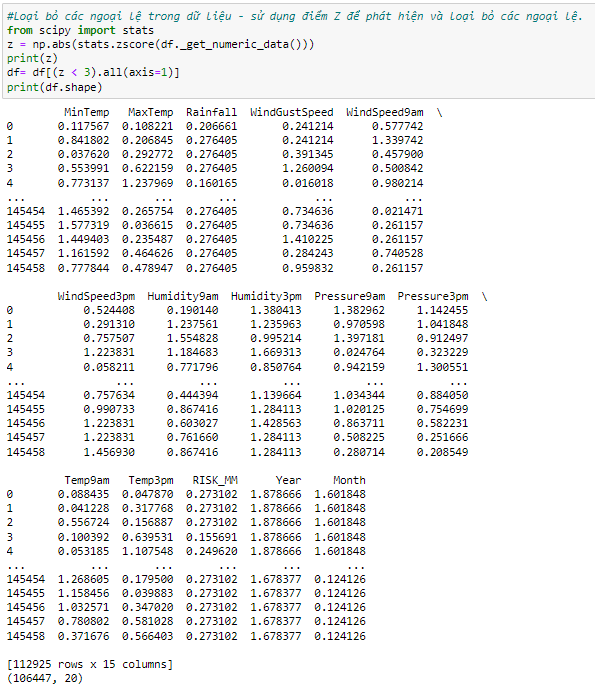 #Loại bỏ các ngoại lệ trong dữ liệu - sử dụng điểm Z để phát hiện và loại bỏ các ngoại lệ.
from scipy import stats
z = np.abs(stats.zscore(df._get_numeric_data()))
print(z)
df= df[(z < 3).all(axis=1)]
print(df.shape)
MinTemp MaxTemp Rainfall WindGustSpeed WindSpeed9am \
0 0.117567 0.108221 0.206661 0.241214 0.577742
1 0.841802 0.206845 0.276405 0.241214 1.339742
2 0.037620 0.292772 0.276405 0.391345 0.457900
3 0.553991 0.622159 0.276405 1.260094 0.500842
4 0.773137 1.237969 0.160165 0.016018 0.980214
... ... ... ... ... ...
145454 1.465392 0.265754 0.276405 0.734636 0.021471
145455 1.577319 0.036615 0.276405 0.734636 0.261157
145456 1.449403 0.235487 0.276405 1.410225 0.261157
145457 1.161592 0.464626 0.276405 0.284243 0.740528
145458 0.777844 0.478947 0.276405 0.959832 0.261157
WindSpeed3pm Humidity9am Humidity3pm Pressure9am Pressure3pm \
0 0.524408 0.190140 1.380413 1.382962 1.142455
1 0.291310 1.237561 1.235963 0.970598 1.041848
2 0.757507 1.554828 0.995214 1.397181 0.912497
3 1.223831 1.184683 1.669313 0.024764 0.323229
4 0.058211 0.771796 0.850764 0.942159 1.300551
... ... ... ... ... ...
145454 0.757634 0.444394 1.139664 1.034344 0.884050
145455 0.990733 0.867416 1.284113 1.020125 0.754699
145456 1.223831 0.603027 1.428563 0.863711 0.582231
145457 1.223831 0.761660 1.284113 0.508225 0.251666
145458 1.456930 0.867416 1.284113 0.280714 0.208549
Temp9am Temp3pm RISK_MM Year Month
0 0.088435 0.047870 0.273102 1.878666 1.601848
1 0.041228 0.317768 0.273102 1.878666 1.601848
2 0.556724 0.156887 0.273102 1.878666 1.601848
3 0.100392 0.639531 0.155691 1.878666 1.601848
4 0.053185 1.107548 0.249620 1.878666 1.601848
... ... ... ... ... ...
145454 1.268605 0.179500 0.273102 1.678377 0.124126
145455 1.158456 0.039883 0.273102 1.678377 0.124126
145456 1.032571 0.347020 0.273102 1.678377 0.124126
145457 0.780802 0.581028 0.273102 1.678377 0.124126
145458 0.371676 0.566403 0.273102 1.678377 0.124126
[112925 rows x 15 columns]
(106447, 20)